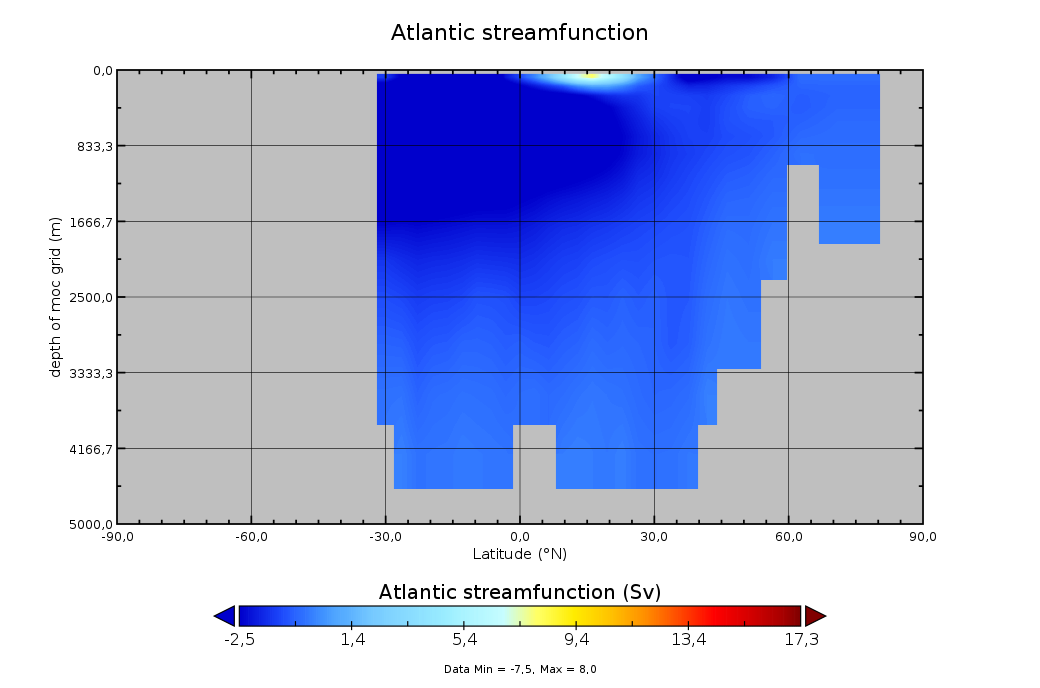 Atlantic streamfunction
0,0
833,3
1666,7
2500,0
3333,3
4166,7
5000,0
depth of moc grid (m)
-90,0 -60,0 -30,0 0,0 30,0 60,0 90,0
Latitude (°N)
Atlantic streamfunction (Sv)
-2,5 1,4 5,4 9,4 13,4 17,3
Data Min = -7,5, Max = 8,0